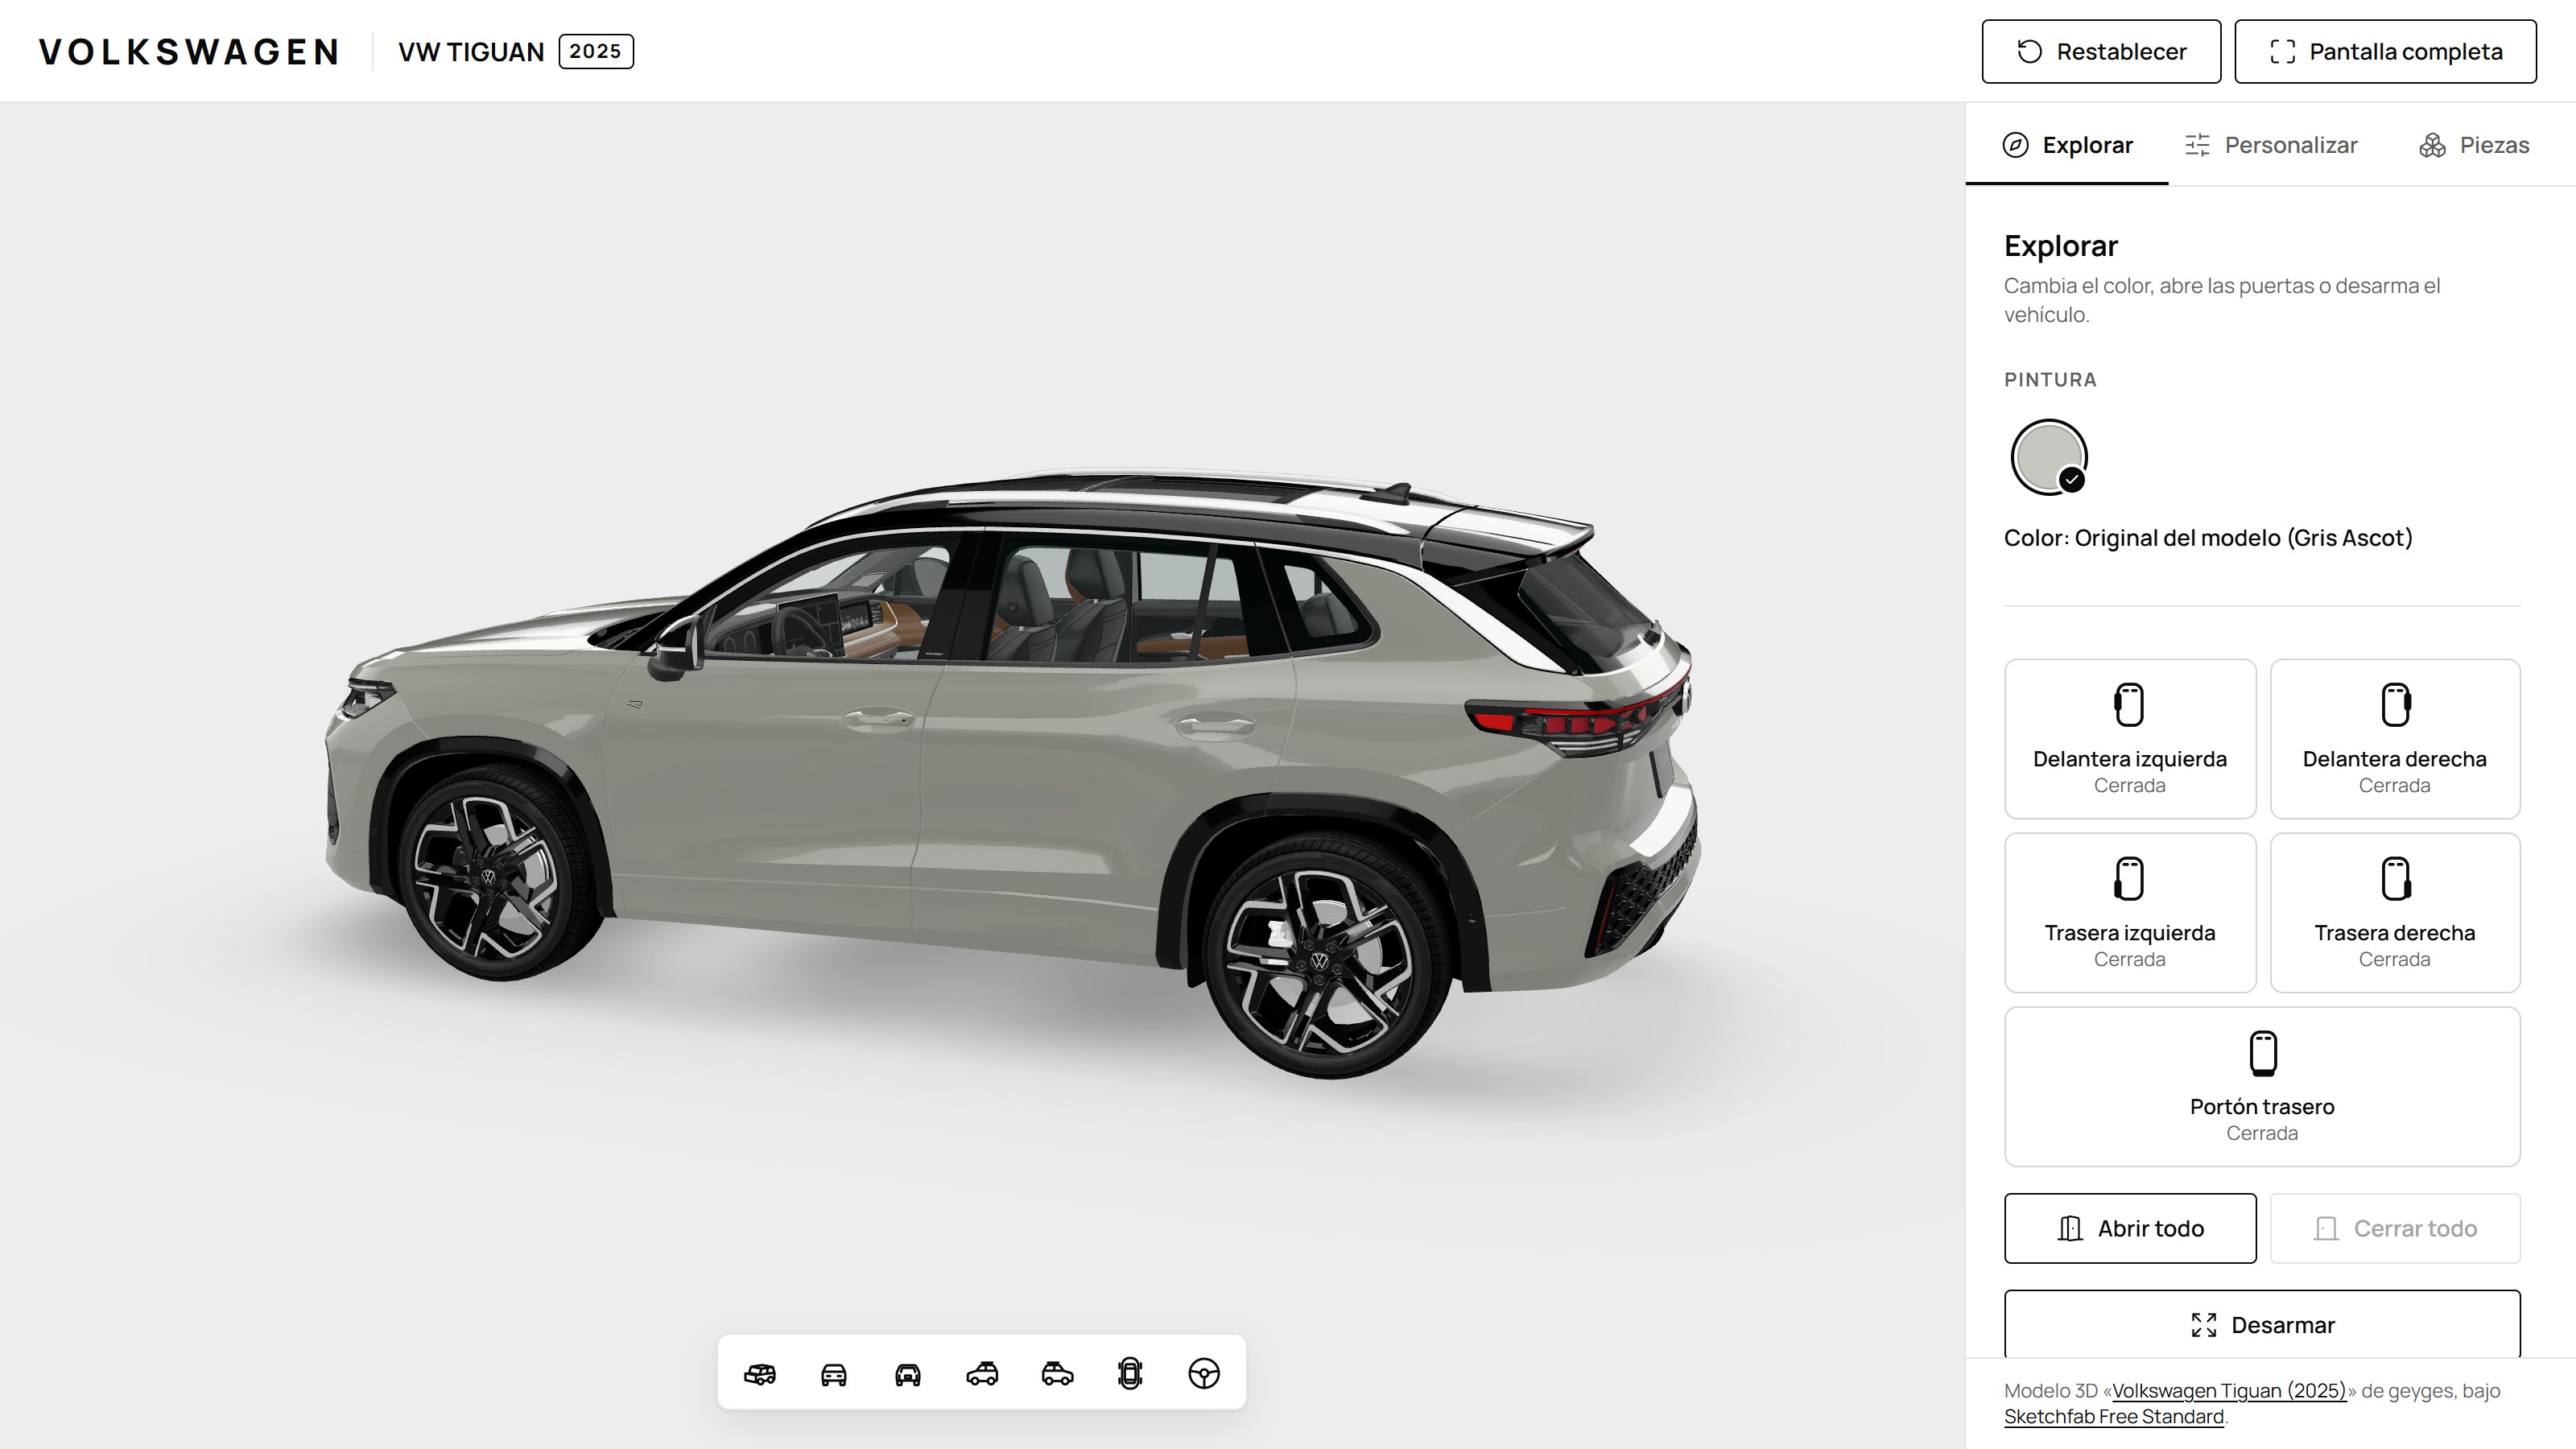 VOLKSWAGEN
VW TIGUAN 2025
Restablecer
Pantalla completa
Explorar
Personalizar
Piezas
Explorar
Cambia el color, abre las puertas o desarma el
vehículo.
PINTURA
Color: Original del modelo (Gris Ascot)
Delantera izquierda
Cerrada
Delantera derecha
Cerrada
Trasera izquierda
Cerrada
Trasera derecha
Cerrada
Portón trasero
Cerrada
Abrir todo
Cerrar todo
Desarmar
Modelo 3D «Volkswagen Tiguan (2025)» de geyges, bajo
Sketchfab Free Standard.